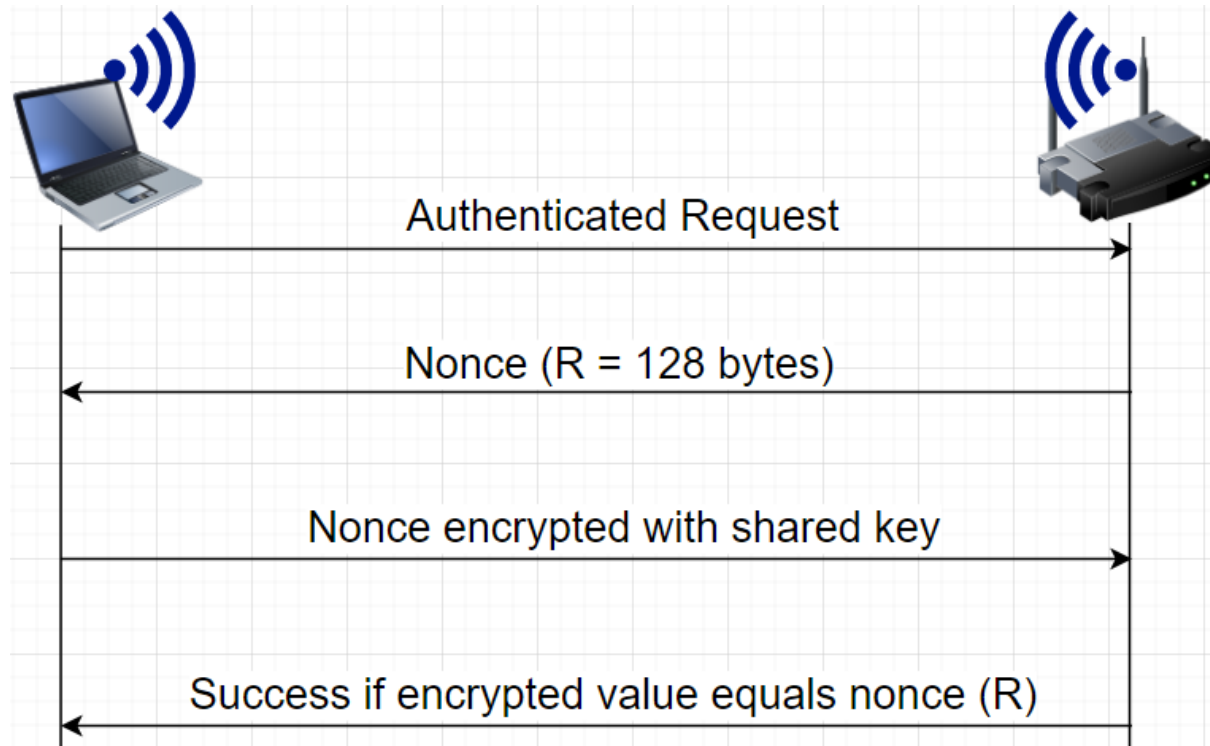 Authenticated Request
Nonce (R = 128 bytes)
Nonce encrypted with shared key
Success if encrypted value equals nonce (R)